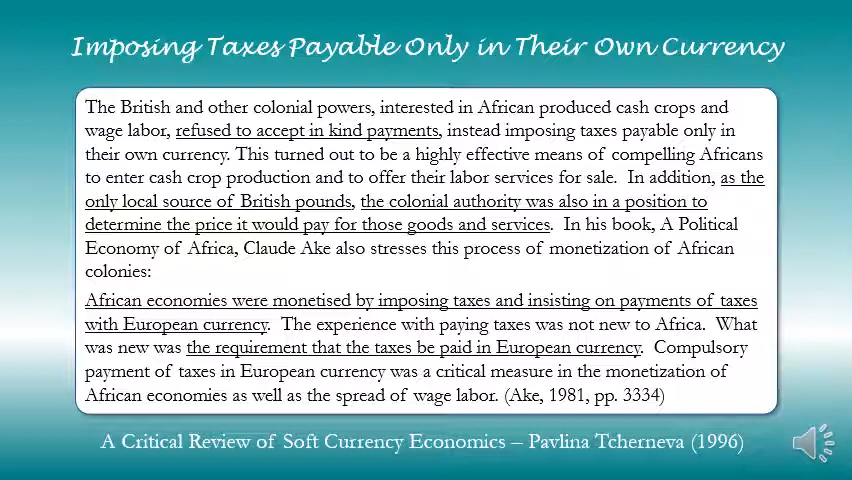 Imposing Taxes Payable Only in Their Own Currency
The British and other colonial powers, interested in African produced cash crops and
wage labor, refused to accept in kind payments, instead imposing taxes payable only in
their own currency. This turned out to be a highly effective means of compelling Africans
to enter cash crop production and to offer their labor services for sale. In addition, as the
only local source of British pounds, the colonial authority was also in a position to
determine the price it would pay for those goods and services. In his book, A Political
Economy of Africa, Claude Ake also stresses this process of monetization of African
colonies:
African economies were monetised by imposing taxes and insisting on payments of taxes
with European currency. The experience with paying taxes was not new to Africa. What
was new was the requirement that the taxes be paid in European currency. Compulsory
payment of taxes in European currency was a critical measure in the monetization of
African economies as well as the spread of wage labor. (Ake, 1981, pp. 3334)
A Critical Review of Soft Currency Economics – Pavlina Tcherneva (1996)